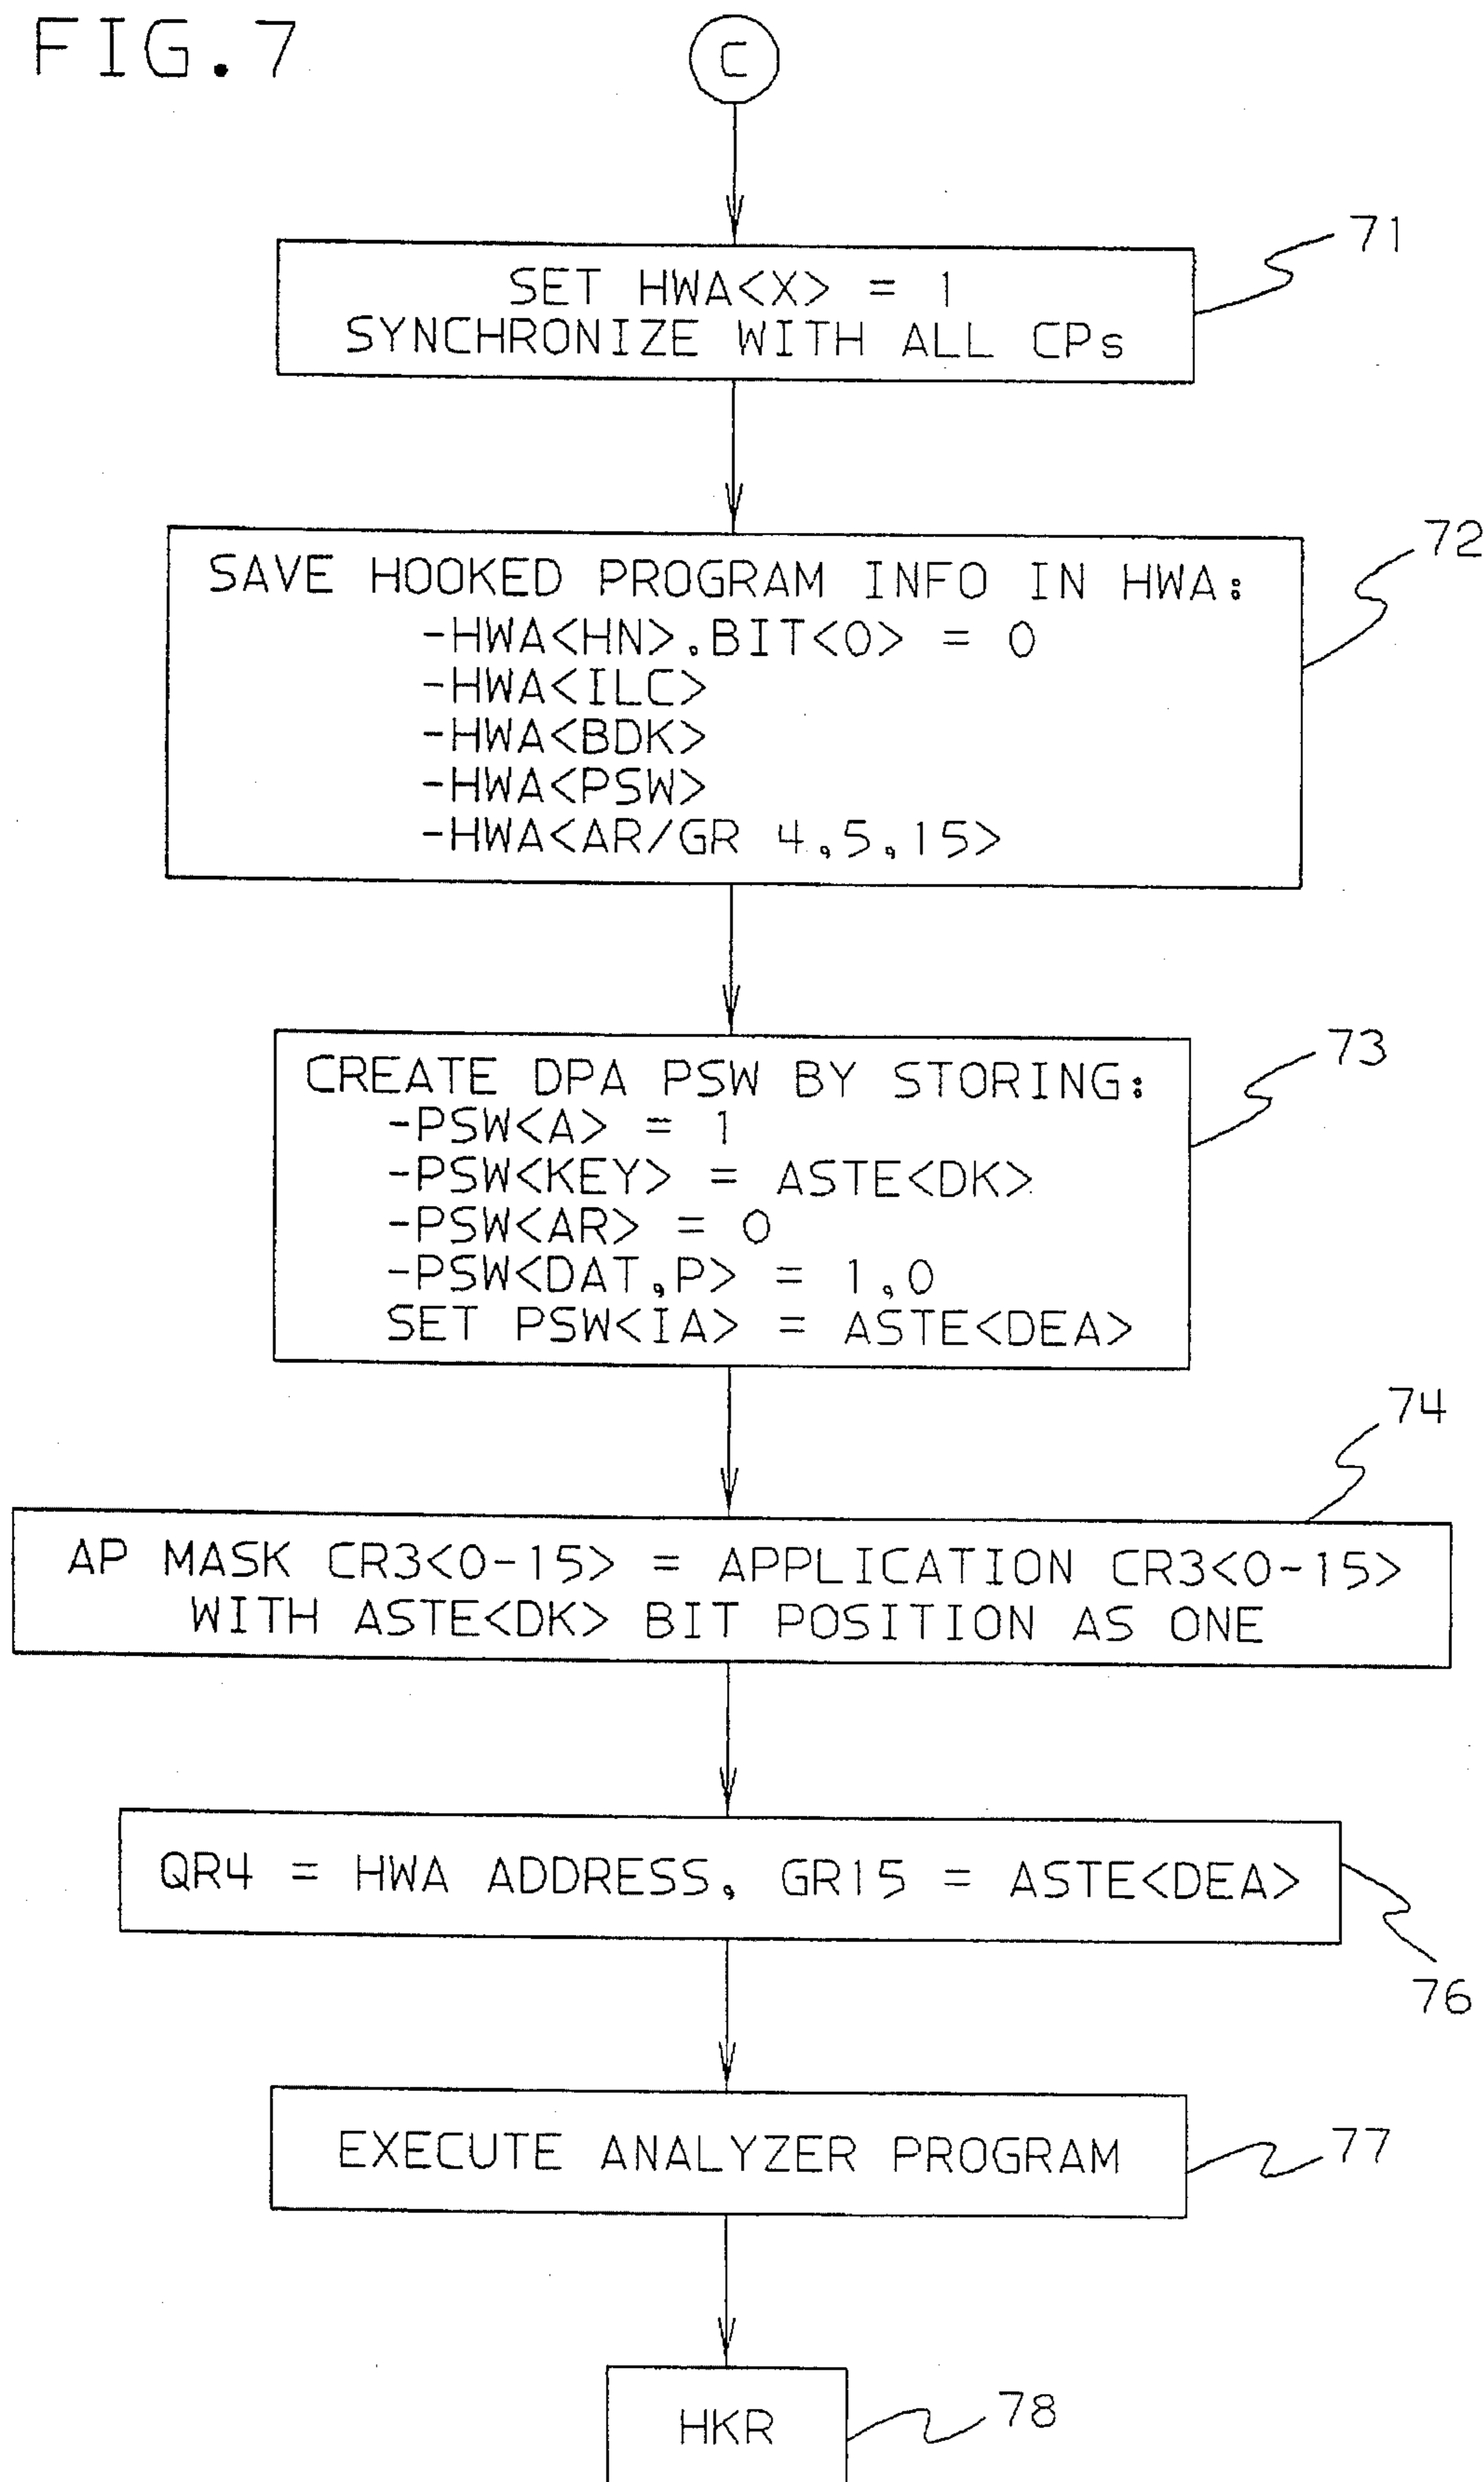 FIG.7
C
71
SET HWA<X> = 1
SYNCHRONIZE WITH ALL CPs
72
SAVE HOOKED PROGRAM INFO IN HWA:
-HWA<HN>.BIT<0> = 0
-HWA<ILC>
-HWA<BDK>
-HWA<PSW>
-HWA<AR/GR 4,5,15>
73
CREATE DPA PSW BY STORING:
-PSW<A> = 1
-PSW<KEY> = ASTE<DK>
-PSW<AR> = 0
-PSW<DAT,P> = 1,0
SET PSW<IA> = ASTE<DEA>
74
AP MASK CR3<0-15> = APPLICATION CR3<0-15>
WITH ASTE<DK> BIT POSITION AS ONE
QR4 = HWA ADDRESS, GR15 = ASTE<DEA>
76
EXECUTE ANALYZER PROGRAM
77
HKR
78